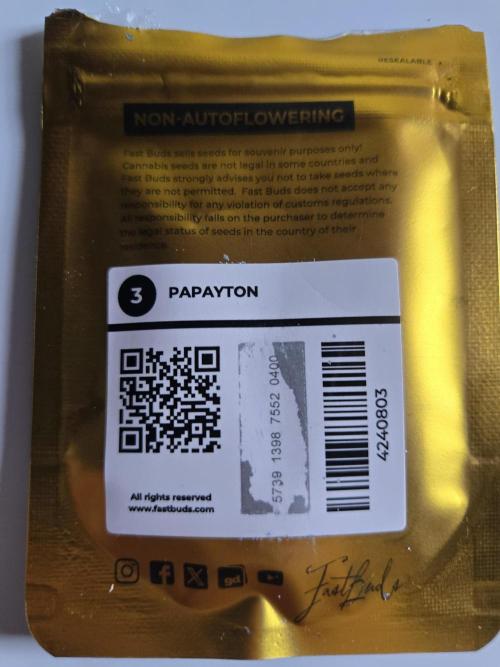 RESEALABLE
NON-AUTOFLOWERING
Fast Buds sells seeds for souvenir purposes only!
Cannabis seeds are not legal in some countries and
Fast Buds strongly advises you not to take seeds where
they are not permitted. Fast Buds does not accept any
responsibility for any violation of customs regulations.
All responsibility falls on the purchaser to determine
the legal status of seeds in the country of their
residence.
3 PAPAYTON
5739 1398 7552 0400
4240803
All rights reserved
www.fastbuds.com
gd
FastBuds